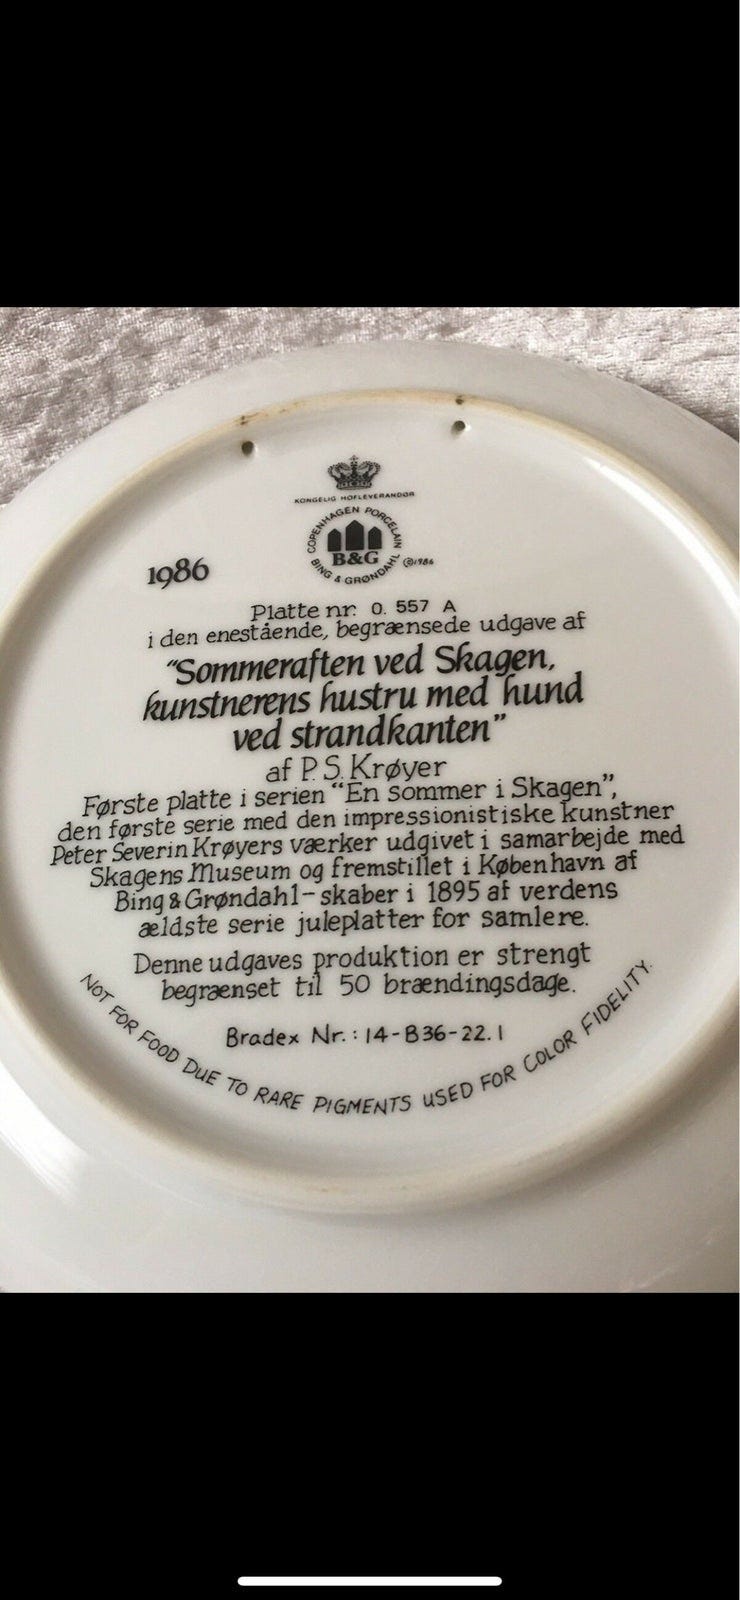 KONGELIG HOFLEVERANDØR
COPENHAGEN PORCELAIN
B&G
BING & GRØNDAHL
©1986
1986
Platte nr. 0. 557 A
i den enestående, begrænsede udgave af
"Sommeraften ved Skagen,
kunstnerens hustru med hund
ved strandkanten"
af P. S. Krøyer
Første platte i serien "En sommer i Skagen",
den første serie med den impressionistiske kunstner
Peter Severin Krøyers værker udgivet i samarbejde med
Skagens Museum og fremstillet i København af
Bing & Grøndahl - skaber i 1895 af verdens
ældste serie juleplatter for samlere.
Denne udgaves produktion er strengt
begrænset til 50 brændingsdage.
Bradex Nr.: 14-B36-22.1
NOT FOR FOOD DUE TO RARE PIGMENTS USED FOR COLOR FIDELITY.